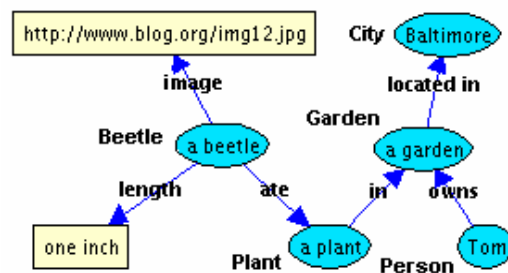 http://www.blog.org/img12.jpg
City
Baltimore
image
located in
Garden
Beetle
a beetle
a garden
length
ate
in
owns
one inch
Plant
a plant
Person
Tom